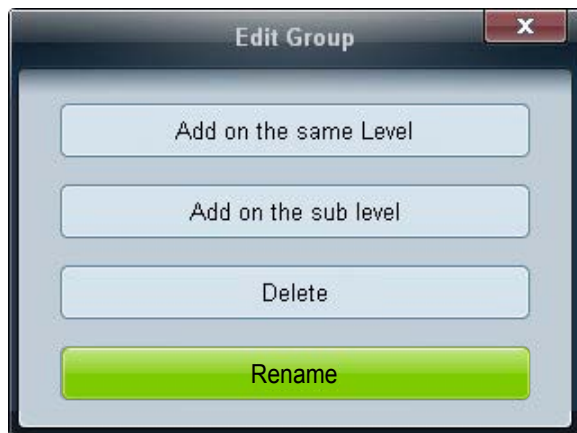 Edit Group
X
Add on the same Level
Add on the sub level
Delete
Rename